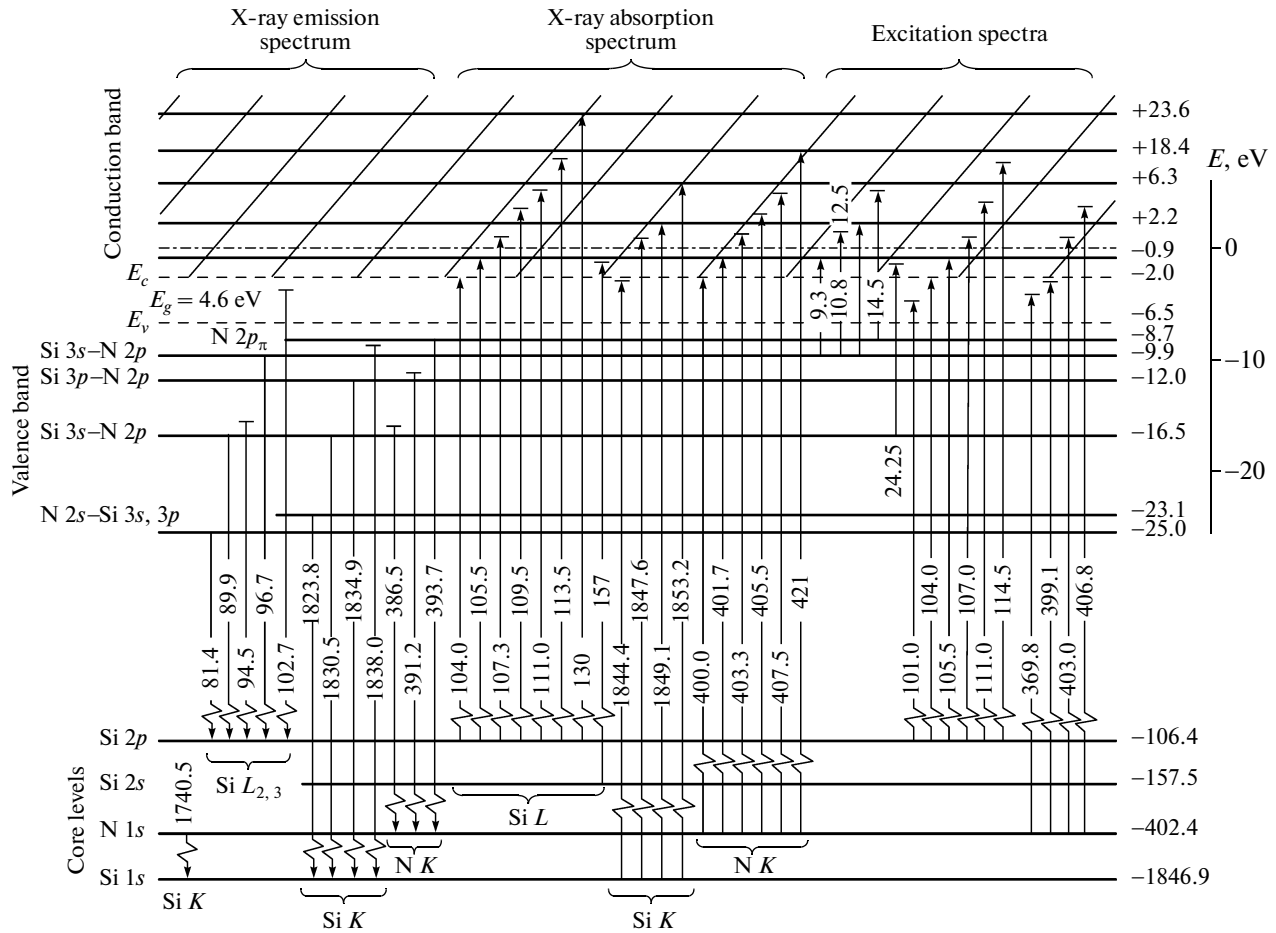 X-ray emission
spectrum
X-ray absorption
spectrum
Excitation spectra
Conduction band
Valence band
Core levels
+23.6
+18.4
+6.3
+2.2
−0.9
−2.0
−6.5
−8.7
−9.9
−12.0
−16.5
−23.1
−25.0
−106.4
−157.5
−402.4
−1846.9
E, eV
0
−10
−20
E_c
E_g = 4.6 eV
E_v
N 2p_π
Si 3s–N 2p
Si 3p–N 2p
Si 3s–N 2p
N 2s–Si 3s, 3p
Si 2p
Si 2s
N 1s
Si 1s
81.4
89.9
94.5
96.7
102.7
1823.8
1830.5
1834.9
1838.0
386.5
391.2
393.7
104.0
105.5
107.3
109.5
111.0
113.5
130
157
1844.4
1847.6
1849.1
1853.2
400.0
401.7
403.3
405.5
407.5
421
9.3
10.8
12.5
14.5
24.25
101.0
104.0
105.5
107.0
111.0
114.5
369.8
399.1
403.0
406.8
1740.5
Si L_2, 3
Si L
N K
N K
Si K
Si K
Si K